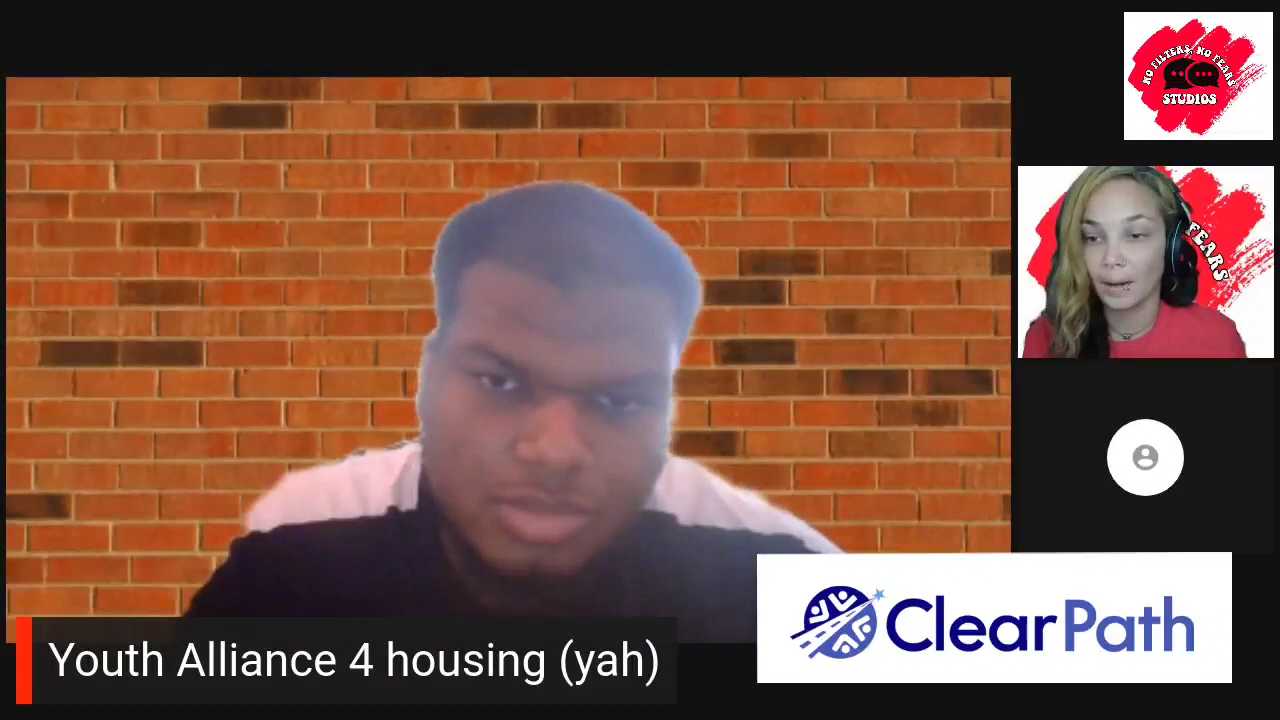 NO FILTERS, NO FEARS
STUDIOS
FEARS
ClearPath
Youth Alliance 4 housing (yah)